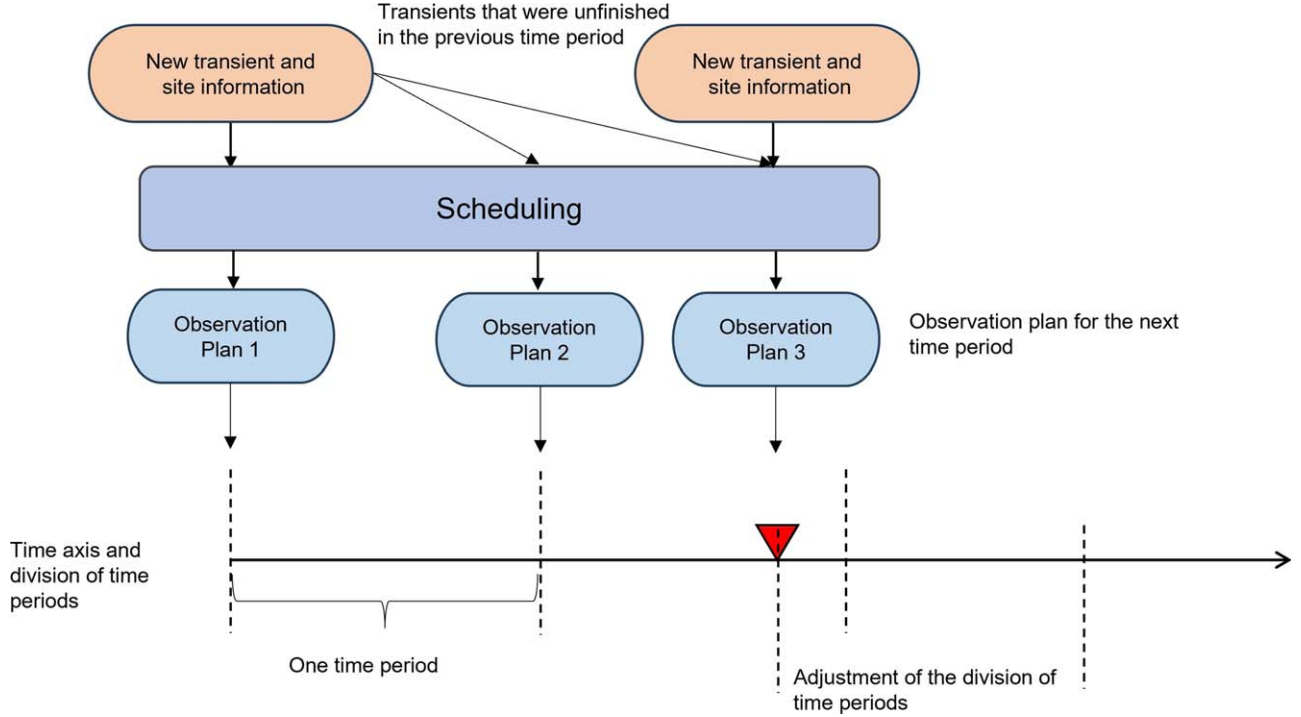 Transients that were unfinished
in the previous time period
New transient and
site information
New transient and
site information
Scheduling
Observation
Plan 1
Observation
Plan 2
Observation
Plan 3
Observation plan for the next
time period
Time axis and
division of time
periods
One time period
Adjustment of the division of
time periods